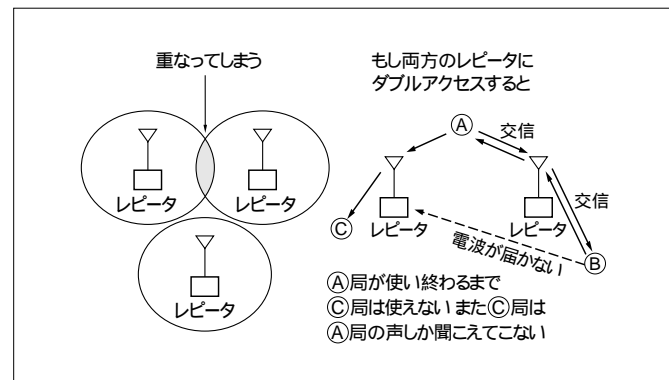 重なってしまう
レピータ
レピータ
レピータ
もし両方のレピータに
ダブルアクセスすると
Ⓐ
交信
レピータ
レピータ
交信
Ⓒ
電波が届かない
Ⓑ
Ⓐ局が使い終わるまで
Ⓒ局は使えない またⒸ局は
Ⓐ局の声しか聞こえてこない